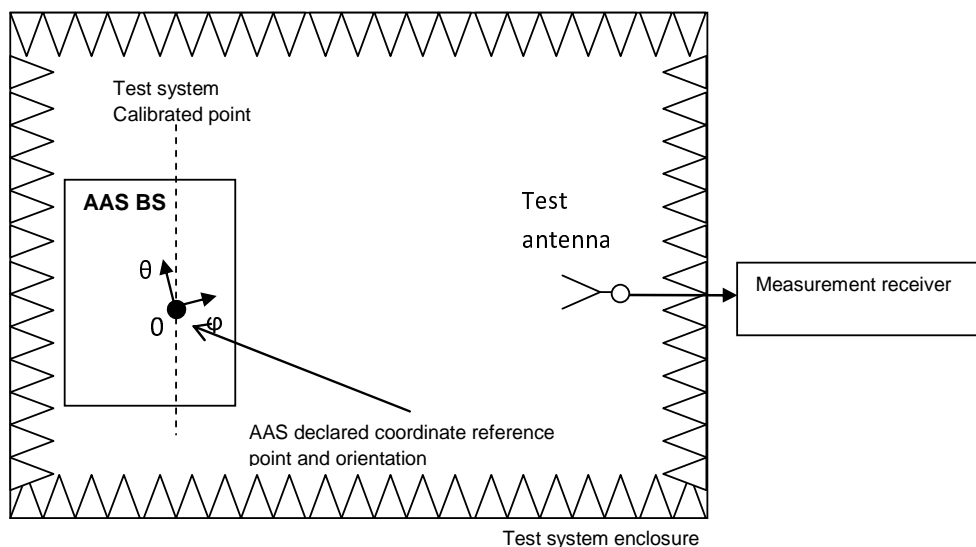 Test system
Calibrated point
AAS BS
θ
0
φ
Test
antenna
Measurement receiver
AAS declared coordinate reference
point and orientation
Test system enclosure